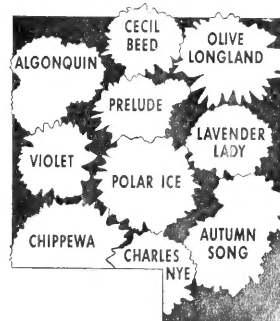 CECIL
BEED
OLIVE
LONGLAND
ALGONQUIN
PRELUDE
LAVENDER
LADY
VIOLET
POLAR ICE
CHIPPEWA
CHARLES
NYE
AUTUMN
SONG